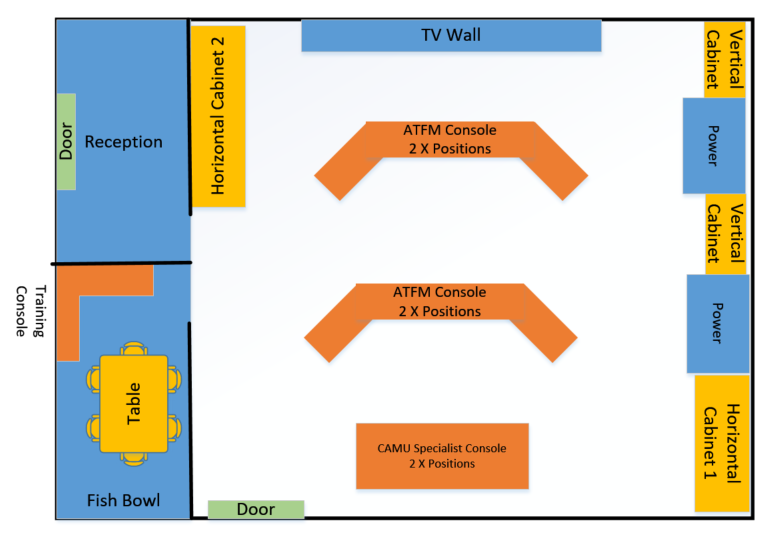 TV Wall
Vertical
Cabinet
Horizontal Cabinet 2
Door
Reception
ATFM Console
2 X Positions
Power
Vertical
Cabinet
Training
Console
ATFM Console
2 X Positions
Power
Table
Horizontal
Cabinet 1
CAMU Specialist Console
2 X Positions
Fish Bowl
Door